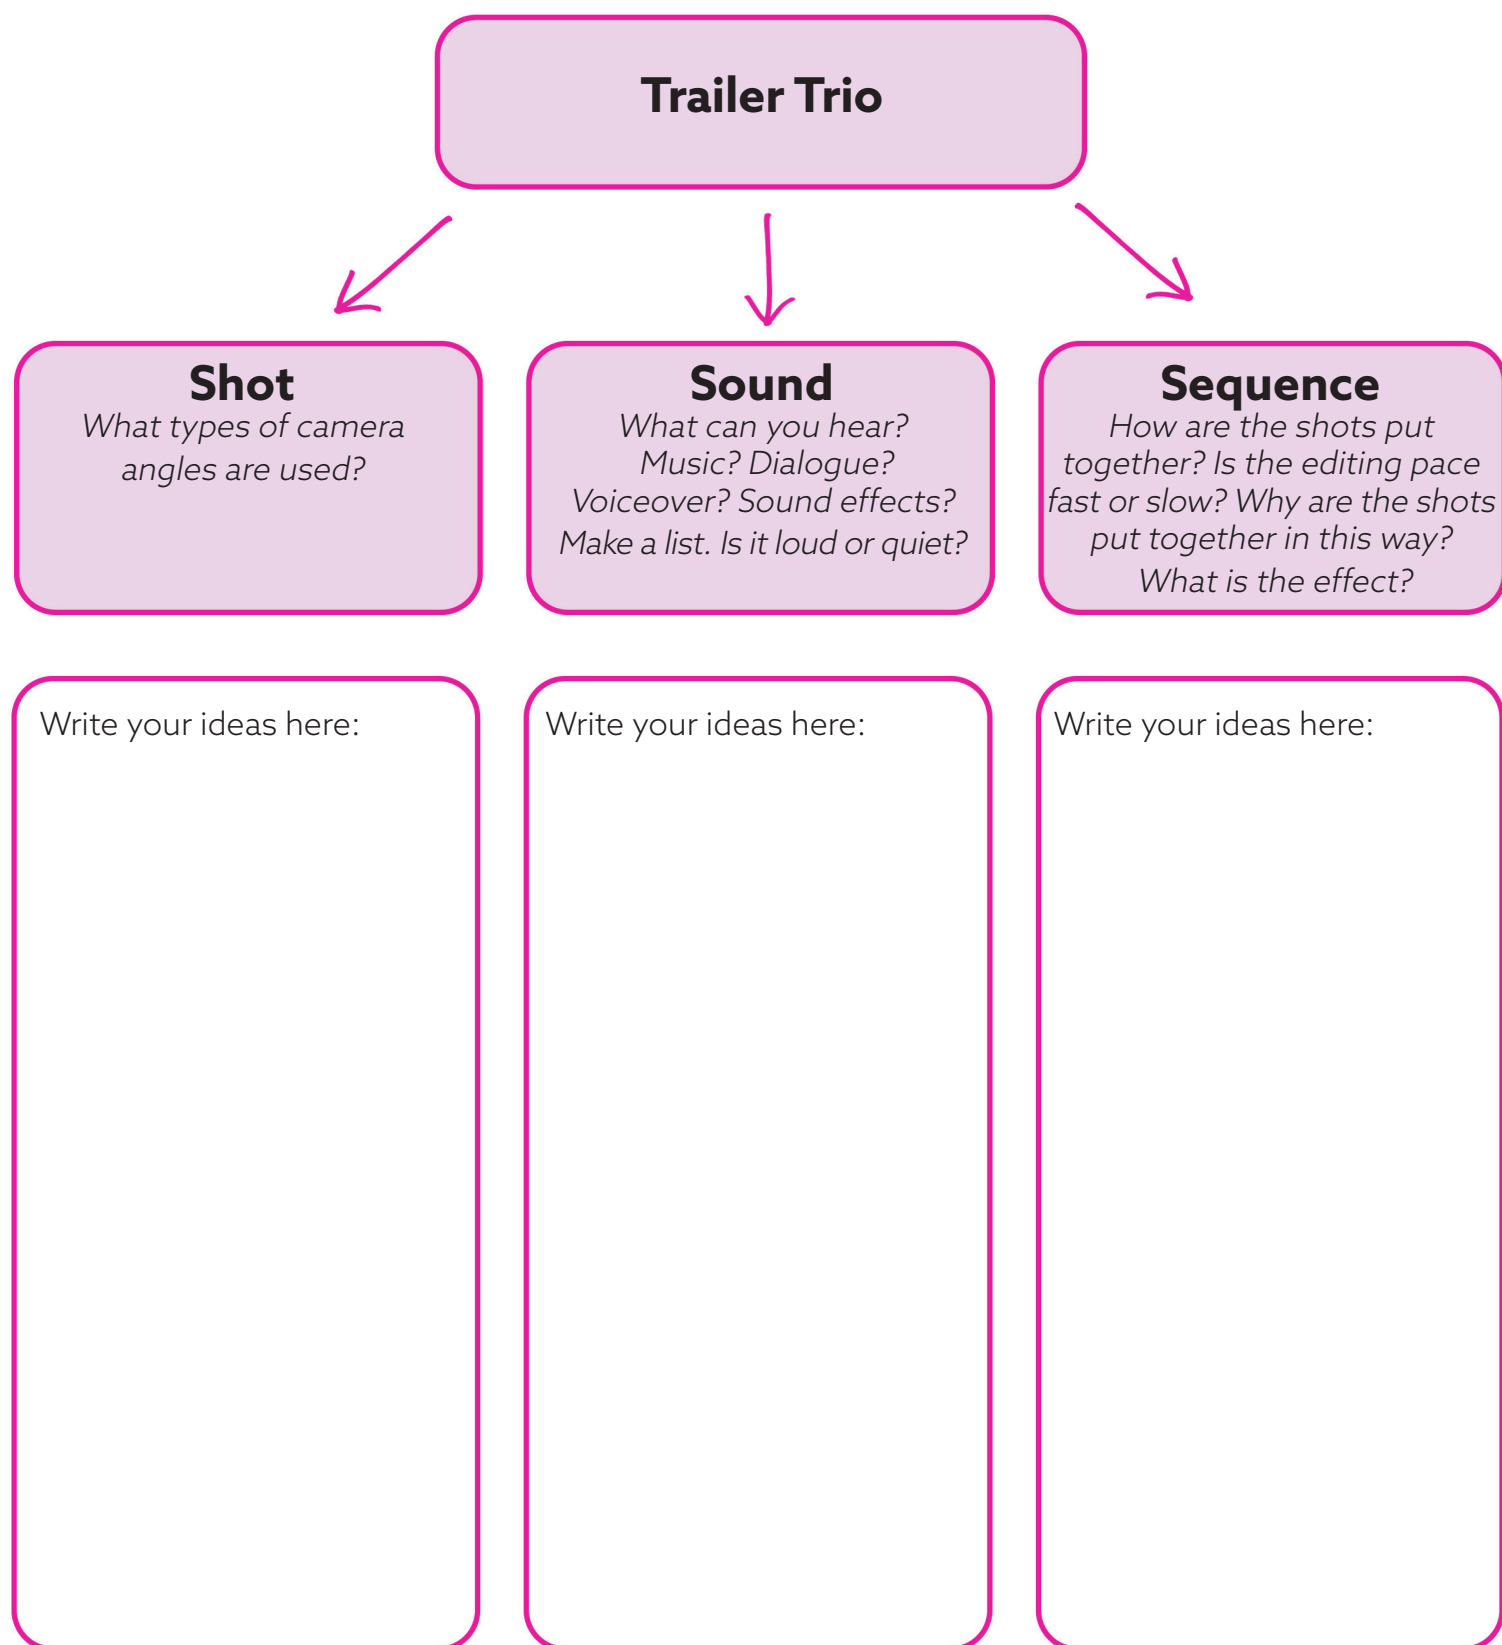 Trailer Trio
Shot
What types of camera
angles are used?
Sound
What can you hear?
Music? Dialogue?
Voiceover? Sound effects?
Make a list. Is it loud or quiet?
Sequence
How are the shots put
together? Is the editing pace
fast or slow? Why are the shots
put together in this way?
What is the effect?
Write your ideas here:
Write your ideas here:
Write your ideas here: